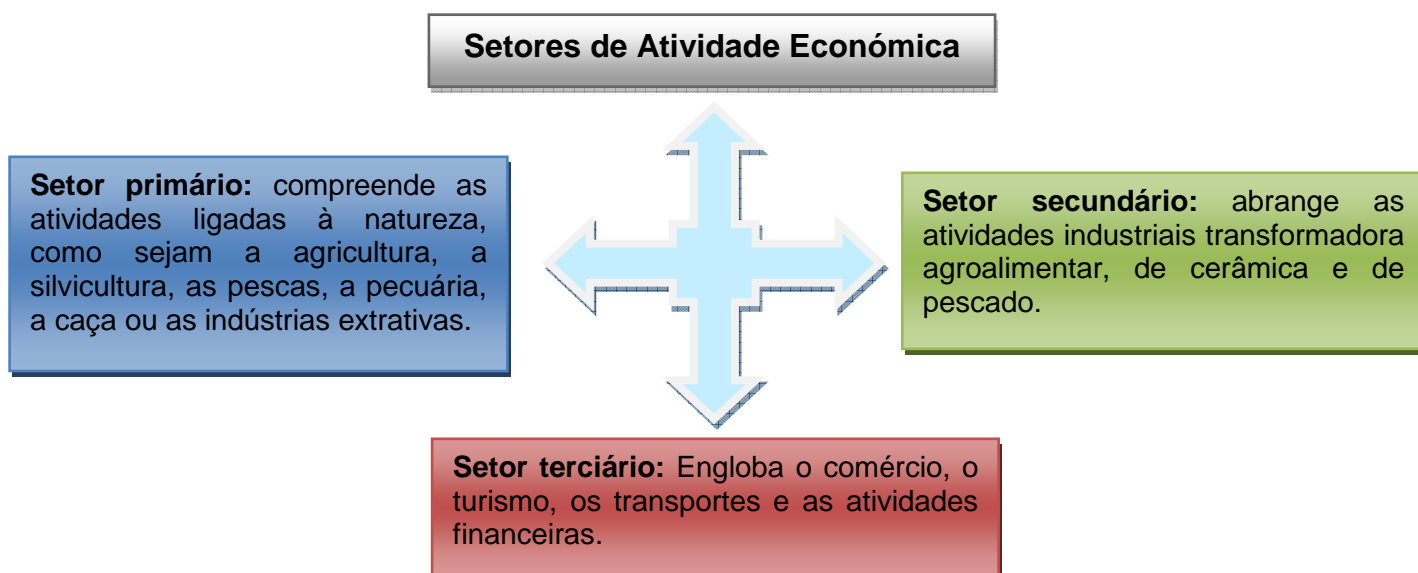 Setores de Atividade Económica
Setor primário: compreende as
atividades ligadas à natureza,
como sejam a agricultura, a
silvicultura, as pescas, a pecuária,
a caça ou as indústrias extrativas.
Setor secundário: abrange as
atividades industriais transformadora
agroalimentar, de cerâmica e de
pescado.
Setor terciário: Engloba o comércio, o
turismo, os transportes e as atividades
financeiras.